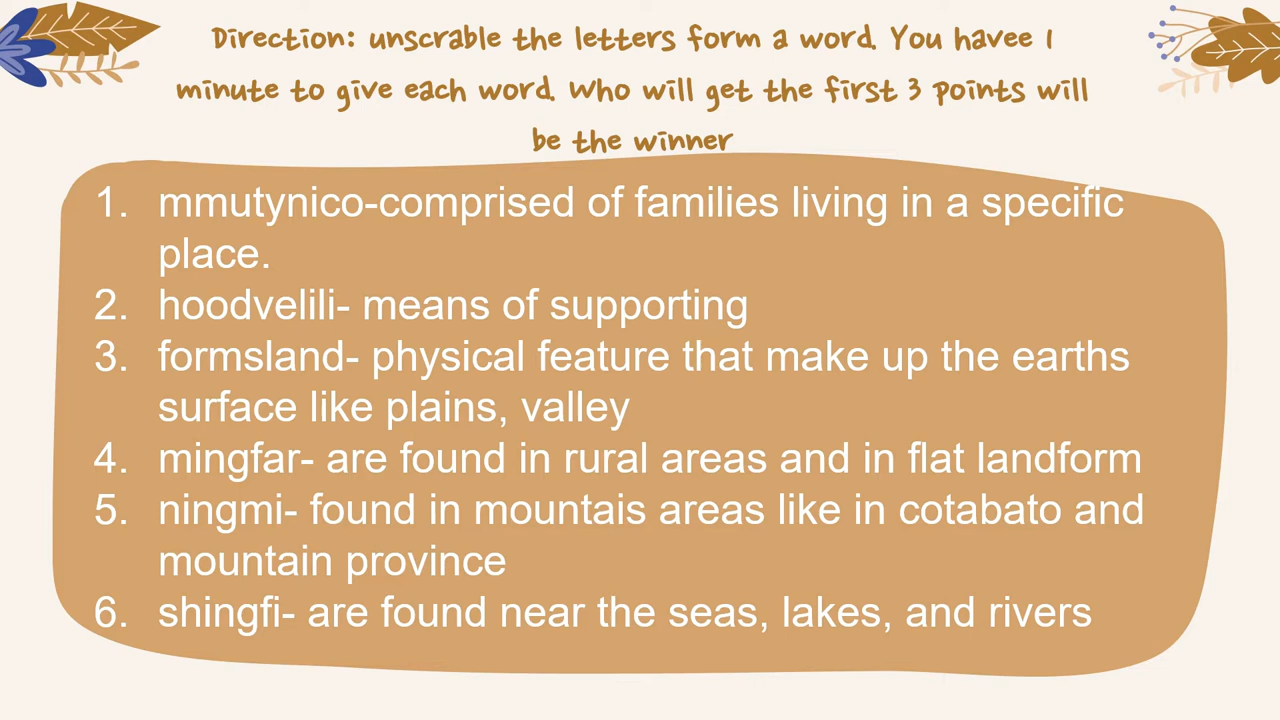 Direction: unscrable the letters form a word. You havee 1
minute to give each word. Who will get the first 3 points will
be the winner
1. mmutynico-comprised of families living in a specific
place.
2. hoodvelili- means of supporting
3. formsland- physical feature that make up the earths
surface like plains, valley
4. mingfar- are found in rural areas and in flat landform
5. ningmi- found in mountais areas like in cotabato and
mountain province
6. shingfi- are found near the seas, lakes, and rivers